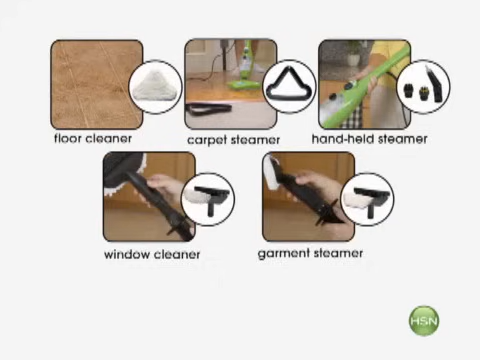 floor cleaner
carpet steamer
hand-held steamer
window cleaner
garment steamer
HSN